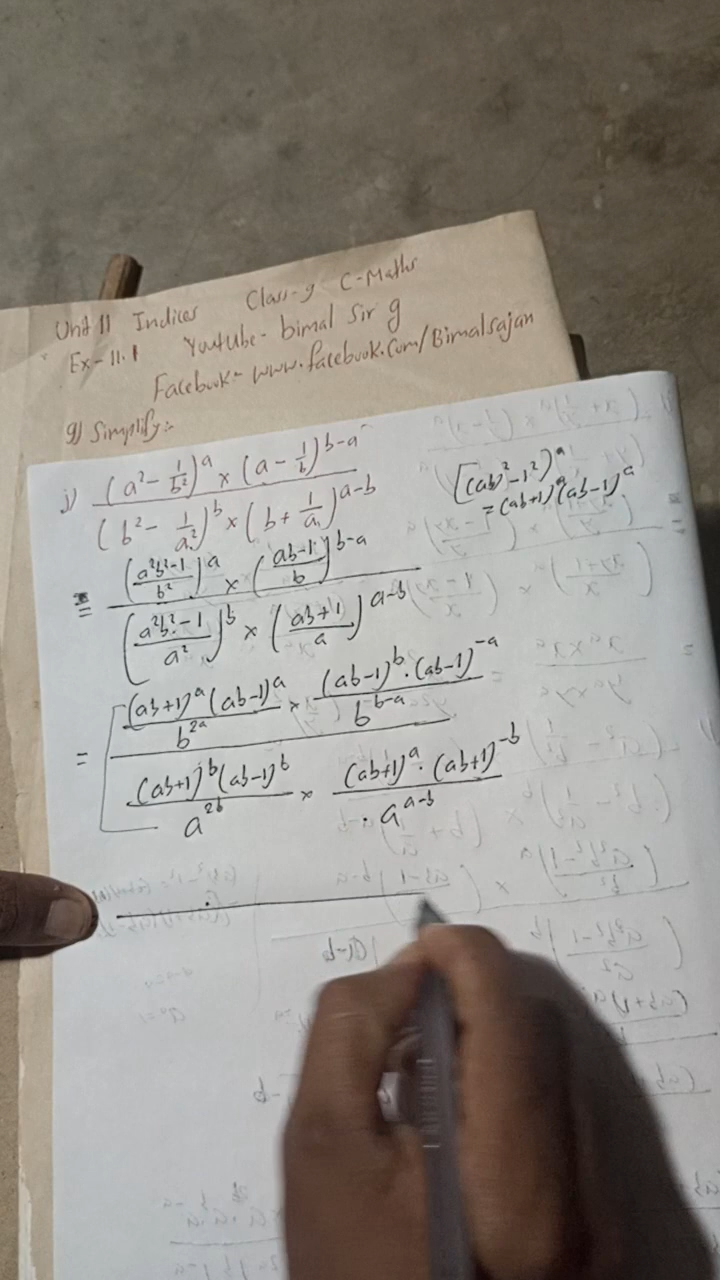 Unit 11 Indices Class-9 C-Maths
Ex-11.1 Youtube- bimal Sir g
Facebook- www.facebook.com/Bimalsajan
9) Simplify:-
j) (a² - 1/b²)^a × (a - 1/b)^(b-a)
(b² - 1/a²)^b × (b + 1/a)^(a-b)
[(ab)² - 1²]^a
= (ab+1)^a (ab-1)^a
= ((a²b²-1)/b²)^a × ((ab-1)/b)^(b-a)
((a²b²-1)/a²)^b × ((ab+1)/a)^(a-b)
= (ab+1)^a (ab-1)^a / b^(2a) × (ab-1)^b · (ab-1)^(-a) / b^(b-a)
(ab+1)^b (ab-1)^b / a^(2b) × (ab+1)^a · (ab+1)^(-b) / a^(a-b)